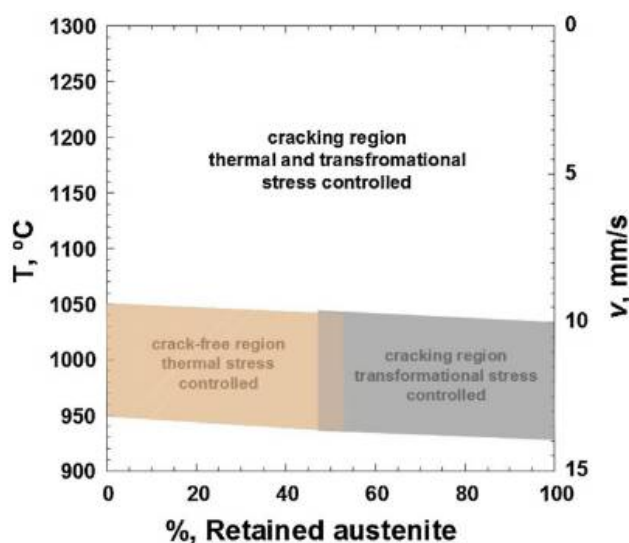 1300
1250
1200
1150
1100
1050
1000
950
900
T, ºC
0
5
10
15
v, mm/s
cracking region
thermal and transfromational
stress controlled
crack-free region
thermal stress
controlled
cracking region
transformational stress
controlled
0 20 40 60 80 100
%, Retained austenite